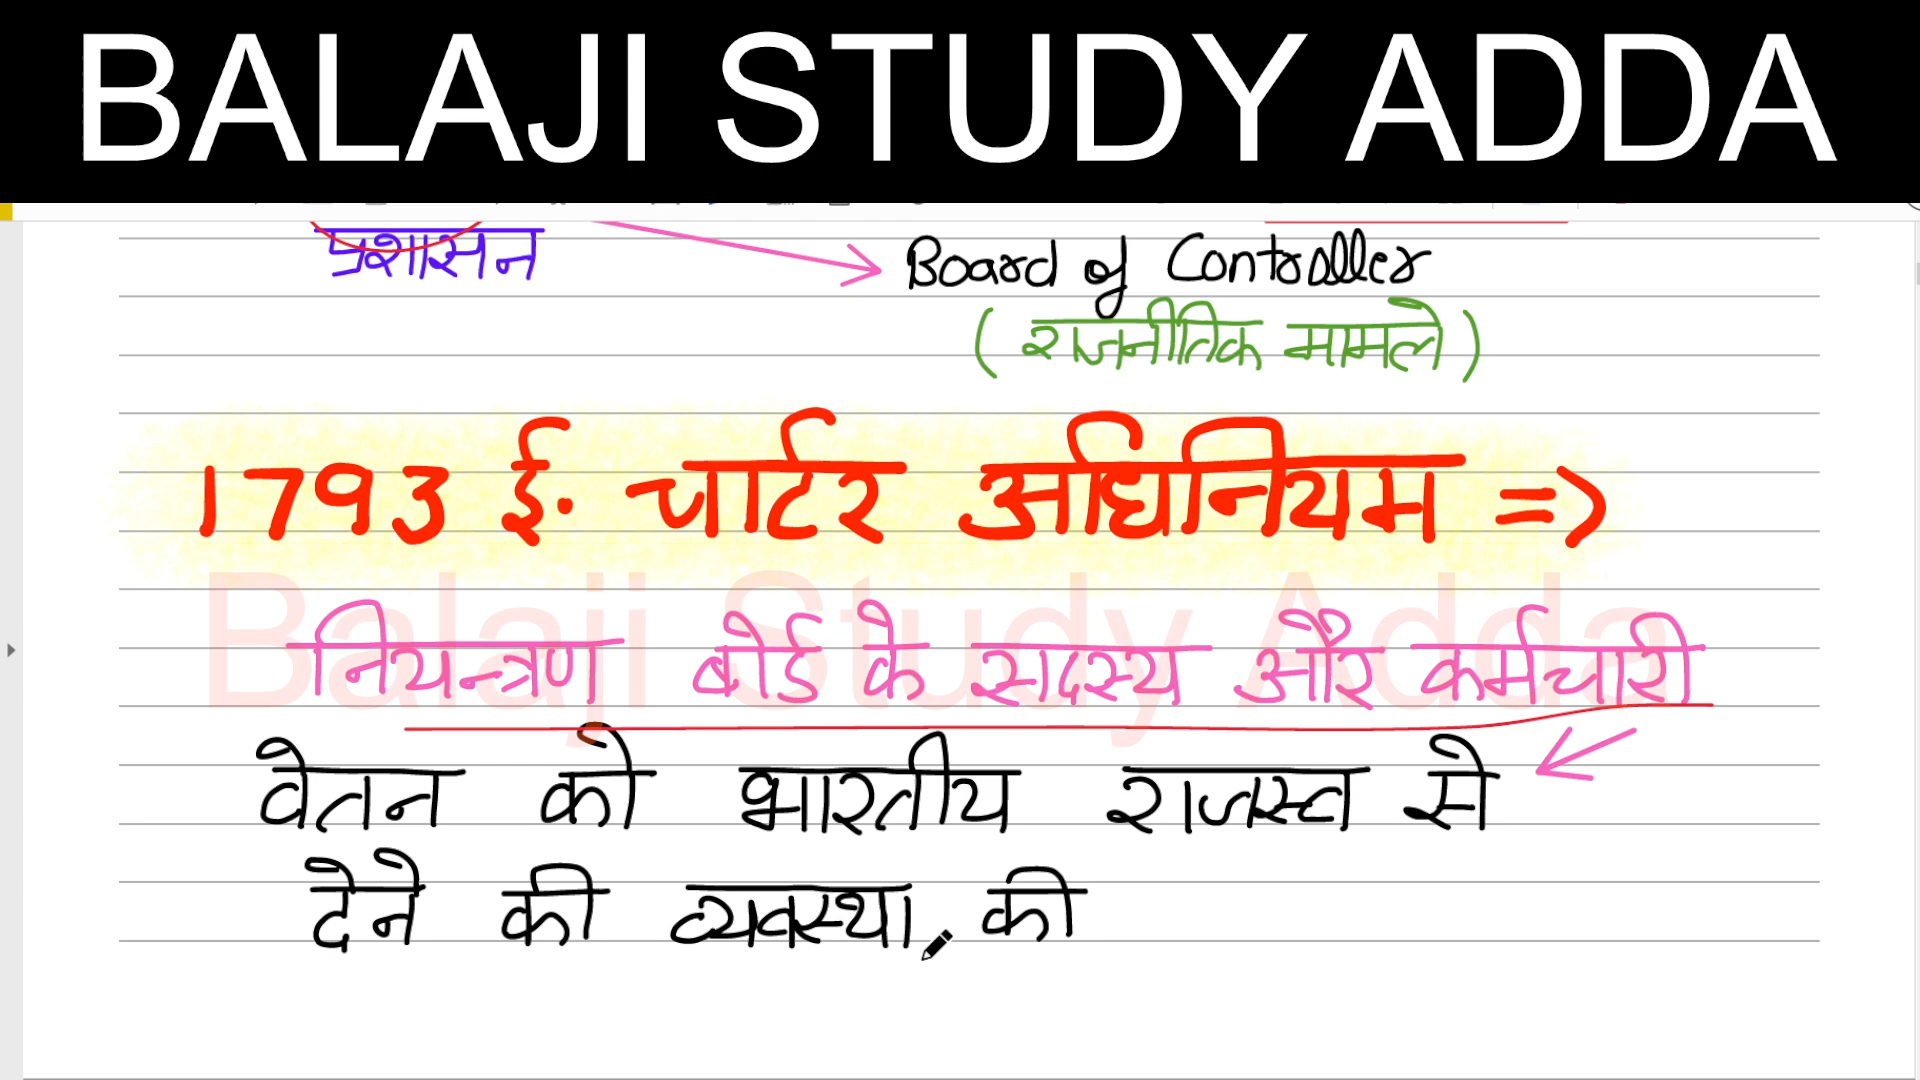 BALAJI STUDY ADDA
प्रशासन
Board of Controller
( राजनीतिक मामले )
1793 ई. चार्टर अधिनियम =>
Balaji Study Adda
नियन्त्रण बोर्ड के सदस्य और कर्मचारी
वेतन को भारतीय राजस्व से
देने की व्यवस्था, की